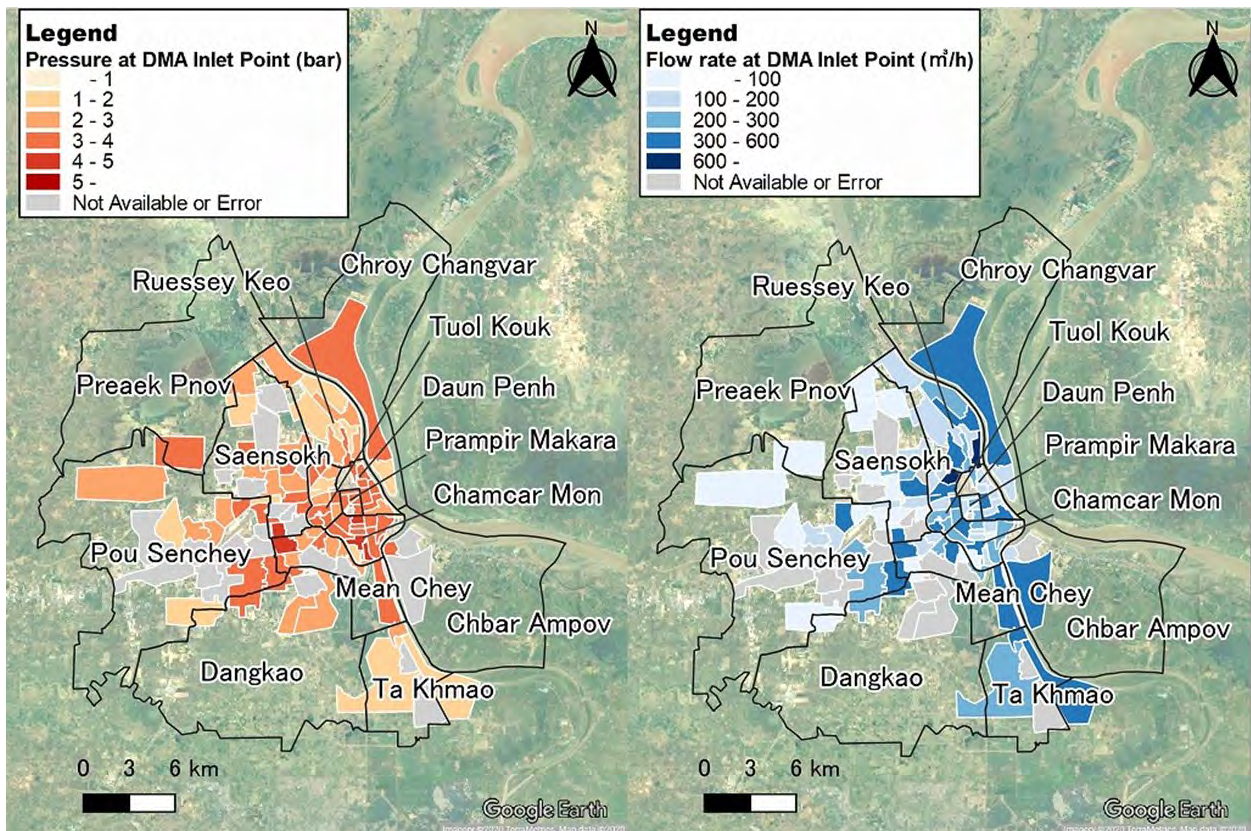 Legend
Pressure at DMA Inlet Point (bar)
- 1
1 - 2
2 - 3
3 - 4
4 - 5
5 -
Not Available or Error
N
Ruessey Keo
Chroy Changvar
Tuol Kouk
Preaek Pnov
Daun Penh
Saensokh
Prampir Makara
Chamcar Mon
Pou Senchey
Mean Chey
Chbar Ampov
Dangkao
Ta Khmao
0 3 6 km
Google Earth
Legend
Flow rate at DMA Inlet Point (㎥/h)
- 100
100 - 200
200 - 300
300 - 600
600 -
Not Available or Error
N
Ruessey Keo
Chroy Changvar
Tuol Kouk
Preaek Pnov
Daun Penh
Saensokh
Prampir Makara
Chamcar Mon
Pou Senchey
Mean Chey
Chbar Ampov
Dangkao
Ta Khmao
0 3 6 km
Google Earth